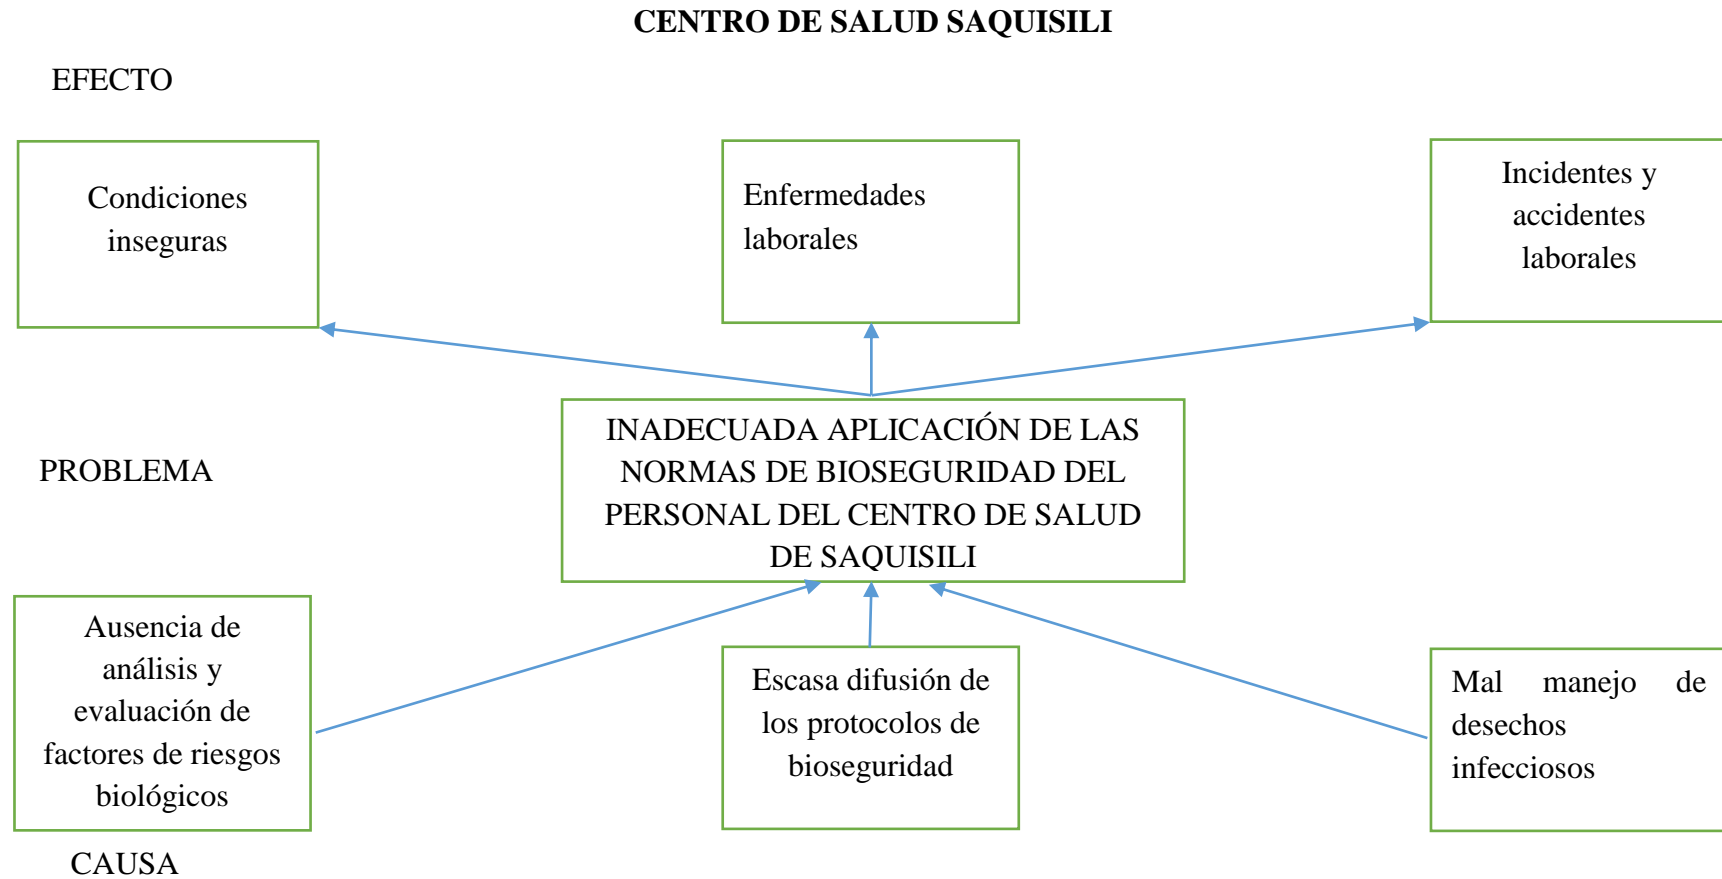 CENTRO DE SALUD SAQUISILI
EFECTO
Condiciones
inseguras
Enfermedades
laborales
Incidentes y
accidentes
laborales
PROBLEMA
INADECUADA APLICACIÓN DE LAS
NORMAS DE BIOSEGURIDAD DEL
PERSONAL DEL CENTRO DE SALUD
DE SAQUISILI
Ausencia de
análisis y
evaluación de
factores de riesgos
biológicos
Escasa difusión de
los protocolos de
bioseguridad
Mal manejo de
desechos
infecciosos
CAUSA